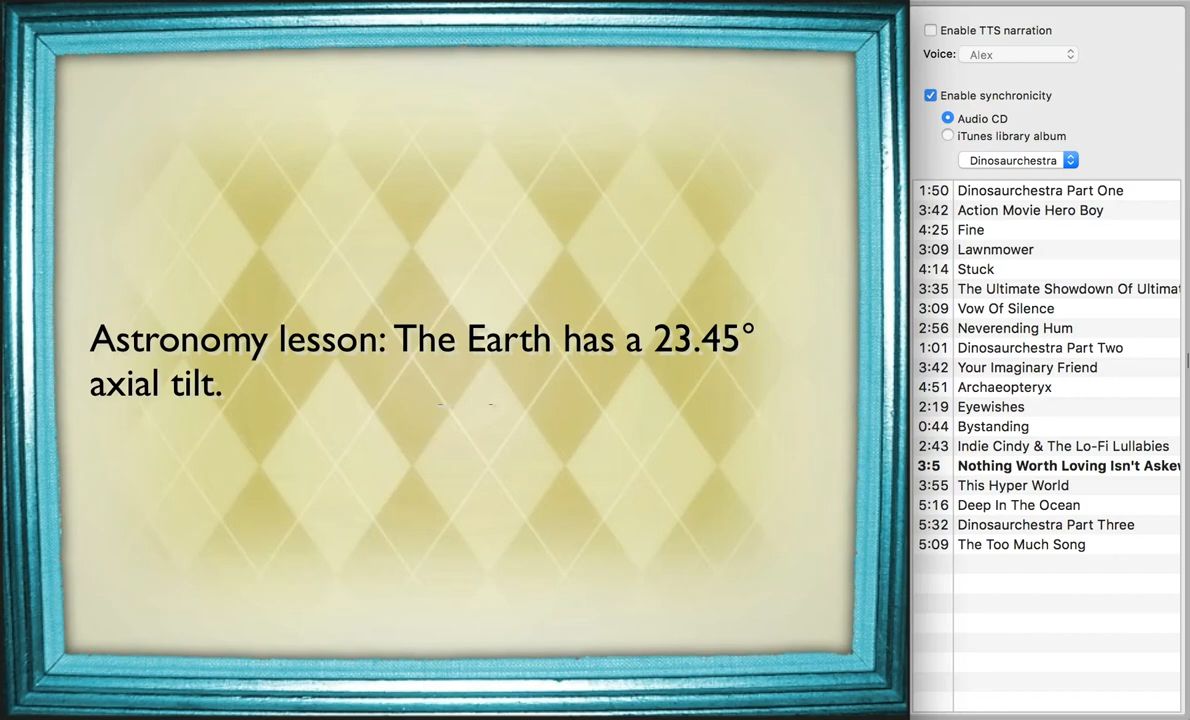 Astronomy lesson: The Earth has a 23.45°
axial tilt.
Enable TTS narration
Voice: Alex
Enable synchronicity
Audio CD
iTunes library album
Dinosaurchestra
1:50 Dinosaurchestra Part One
3:42 Action Movie Hero Boy
4:25 Fine
3:09 Lawnmower
4:14 Stuck
3:35 The Ultimate Showdown Of Ultimat
3:09 Vow Of Silence
2:56 Neverending Hum
1:01 Dinosaurchestra Part Two
3:42 Your Imaginary Friend
4:51 Archaeopteryx
2:19 Eyewishes
0:44 Bystanding
2:43 Indie Cindy & The Lo-Fi Lullabies
3:5 Nothing Worth Loving Isn't Askew
3:55 This Hyper World
5:16 Deep In The Ocean
5:32 Dinosaurchestra Part Three
5:09 The Too Much Song